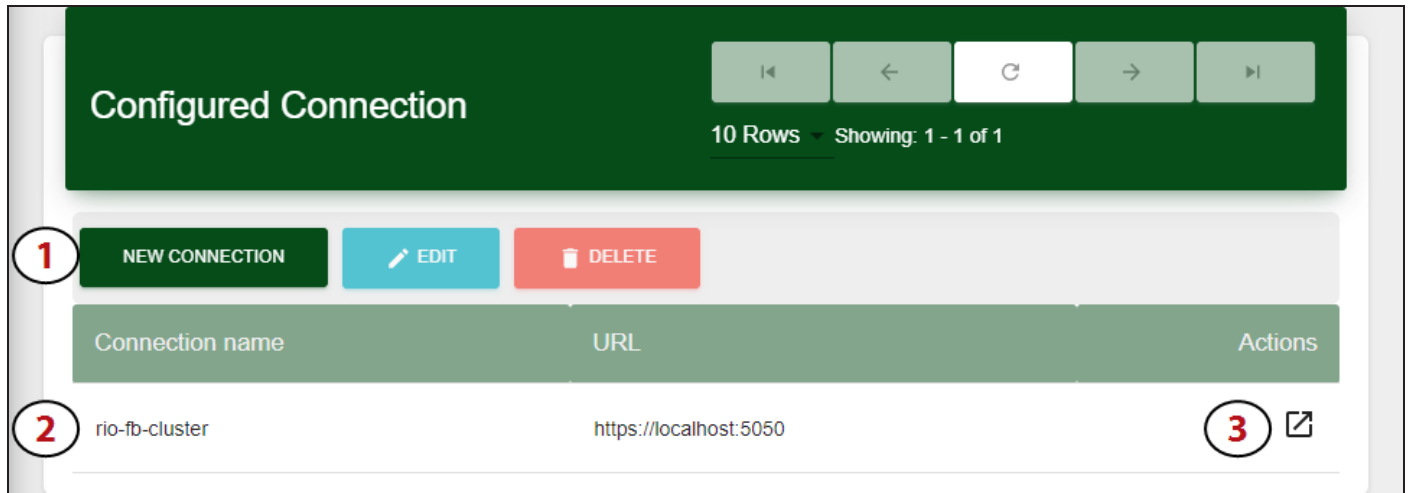 Configured Connection
10 Rows Showing: 1 - 1 of 1
1 NEW CONNECTION EDIT DELETE
Connection name URL Actions
2 rio-fb-cluster https://localhost:5050 3